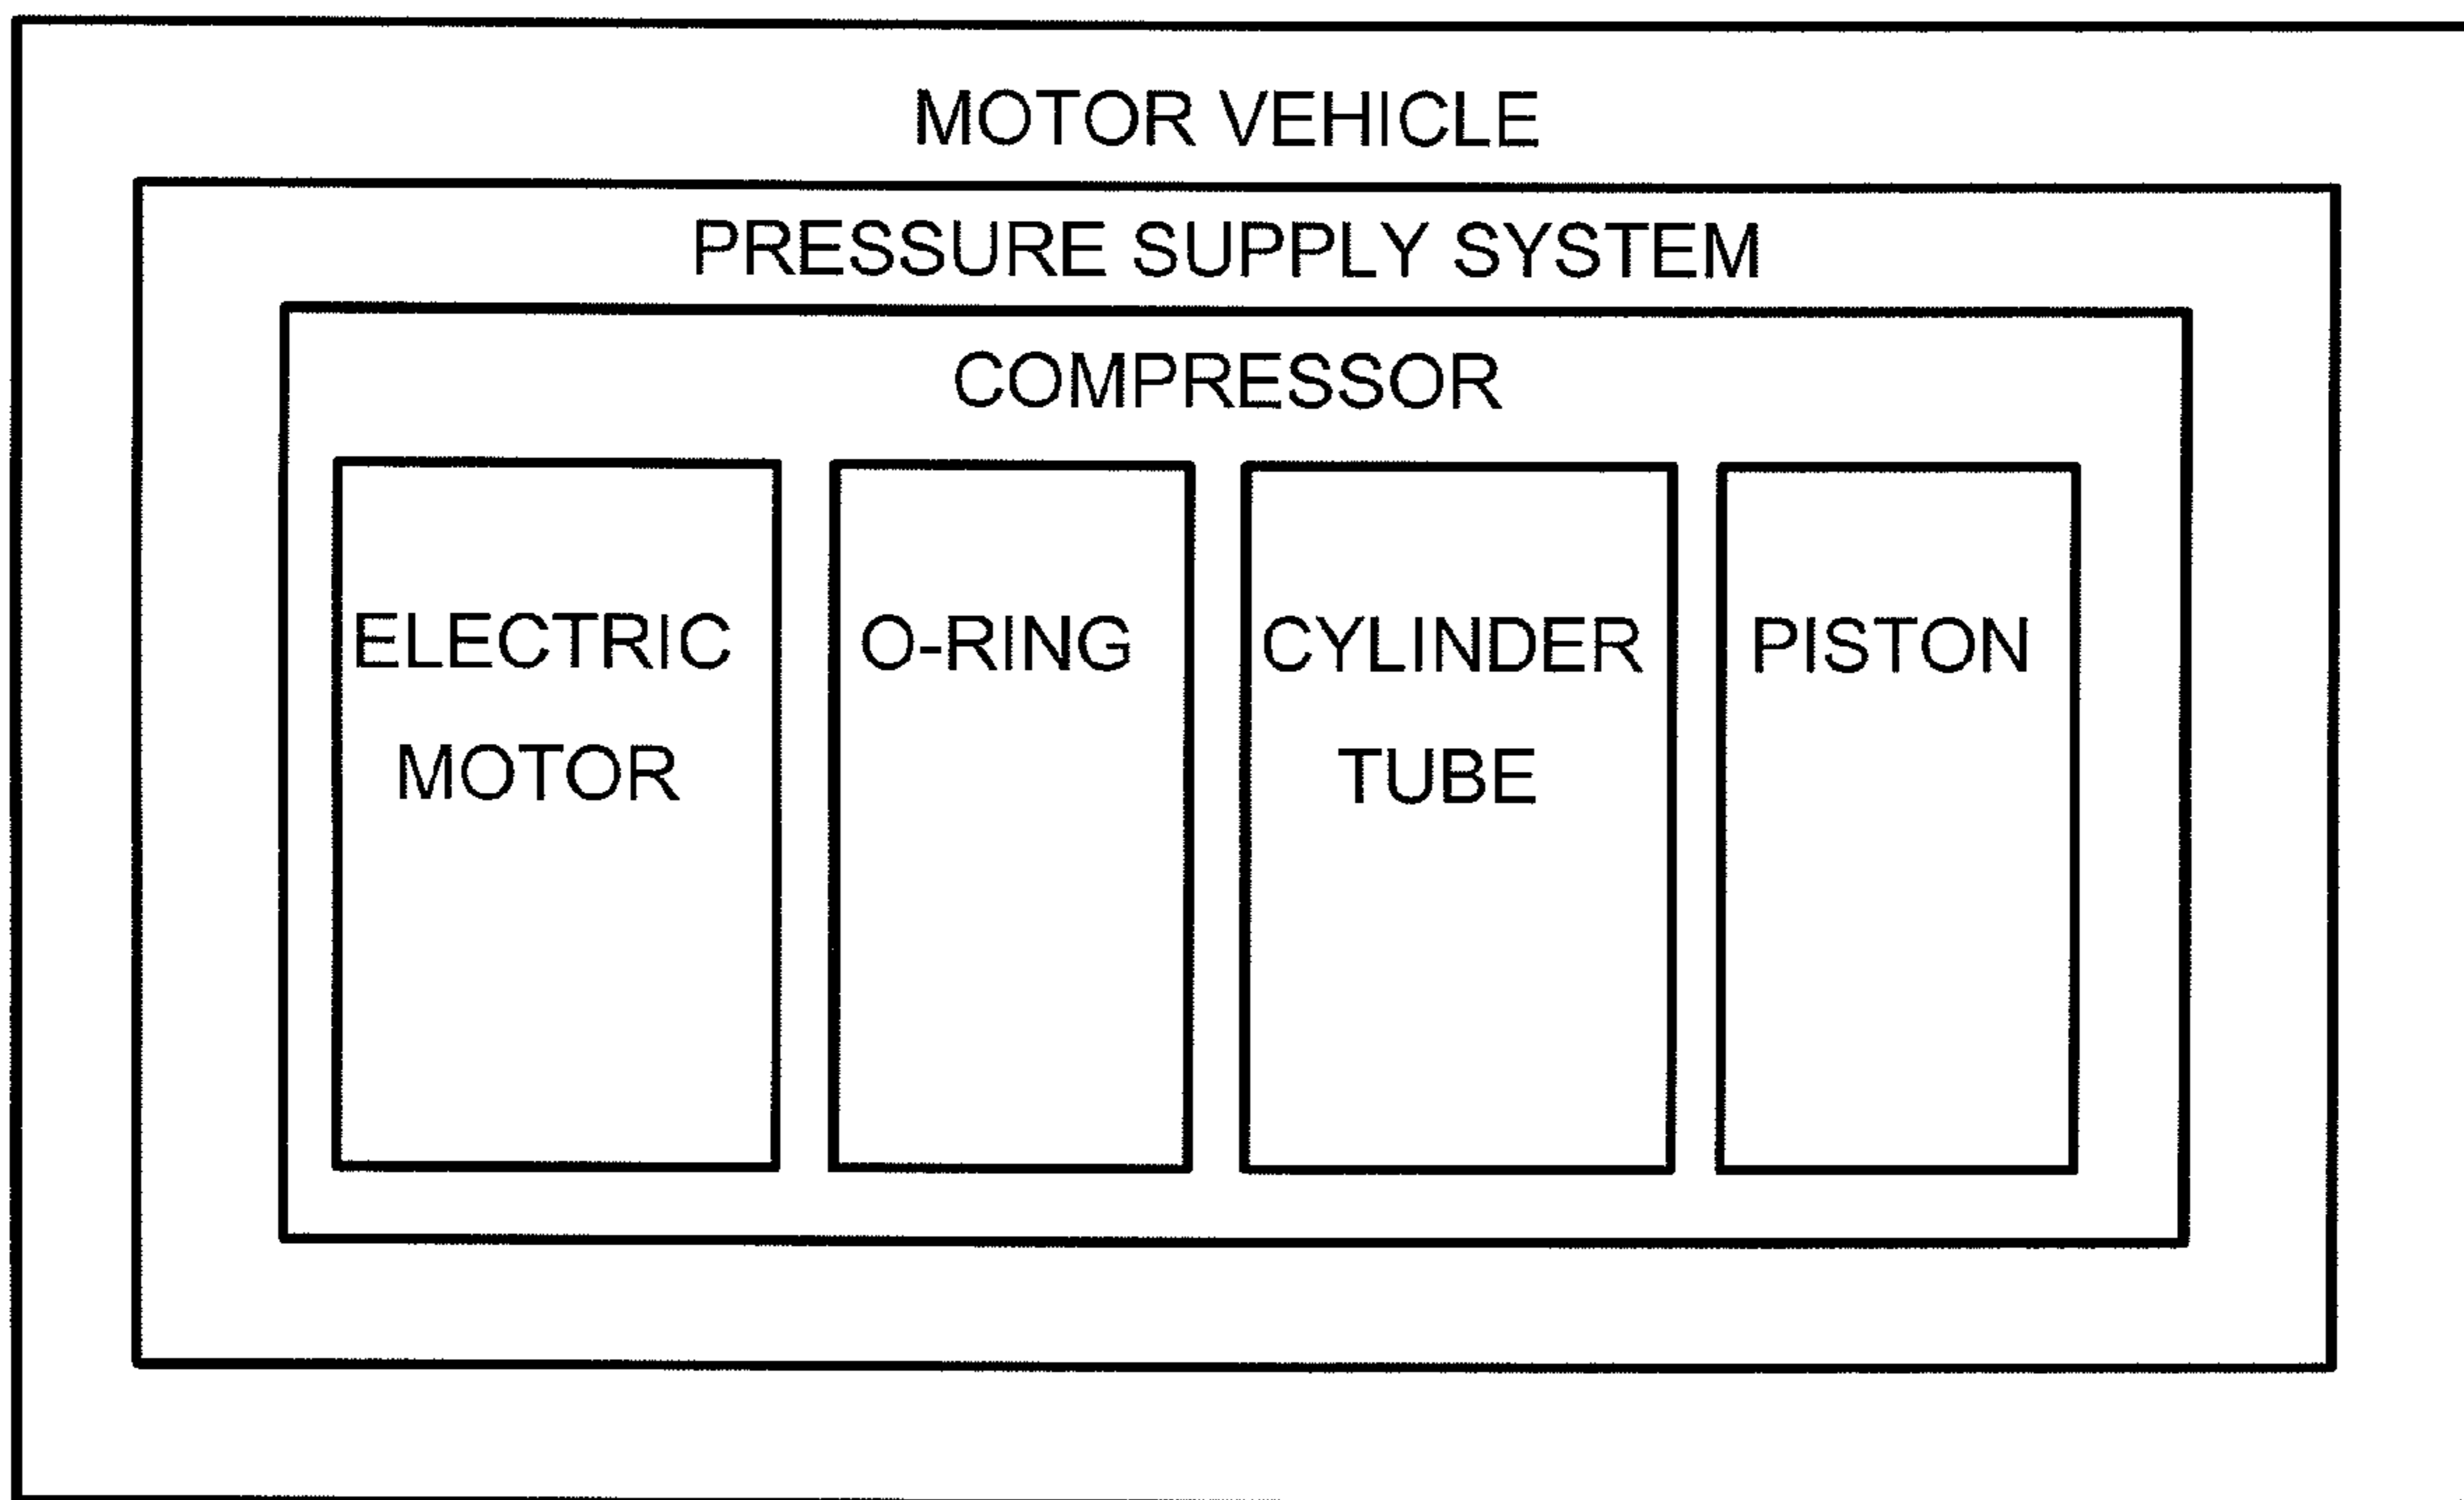 MOTOR VEHICLE
PRESSURE SUPPLY SYSTEM
COMPRESSOR
ELECTRIC
MOTOR
O-RING
CYLINDER
TUBE
PISTON